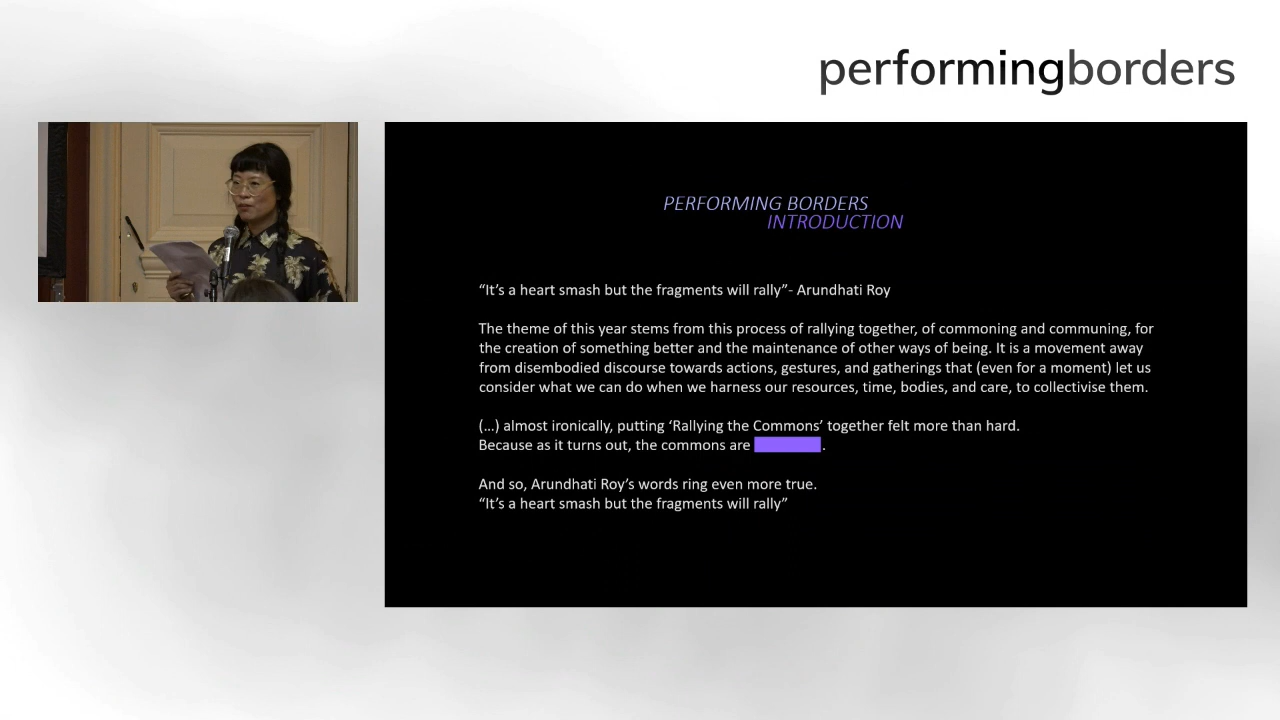 performingborders
PERFORMING BORDERS
INTRODUCTION
“It’s a heart smash but the fragments will rally”- Arundhati Roy
The theme of this year stems from this process of rallying together, of commoning and communing, for
the creation of something better and the maintenance of other ways of being. It is a movement away
from disembodied discourse towards actions, gestures, and gatherings that (even for a moment) let us
consider what we can do when we harness our resources, time, bodies, and care, to collectivise them.
(...) almost ironically, putting ‘Rallying the Commons’ together felt more than hard.
Because as it turns out, the commons are .
And so, Arundhati Roy’s words ring even more true.
“It’s a heart smash but the fragments will rally”